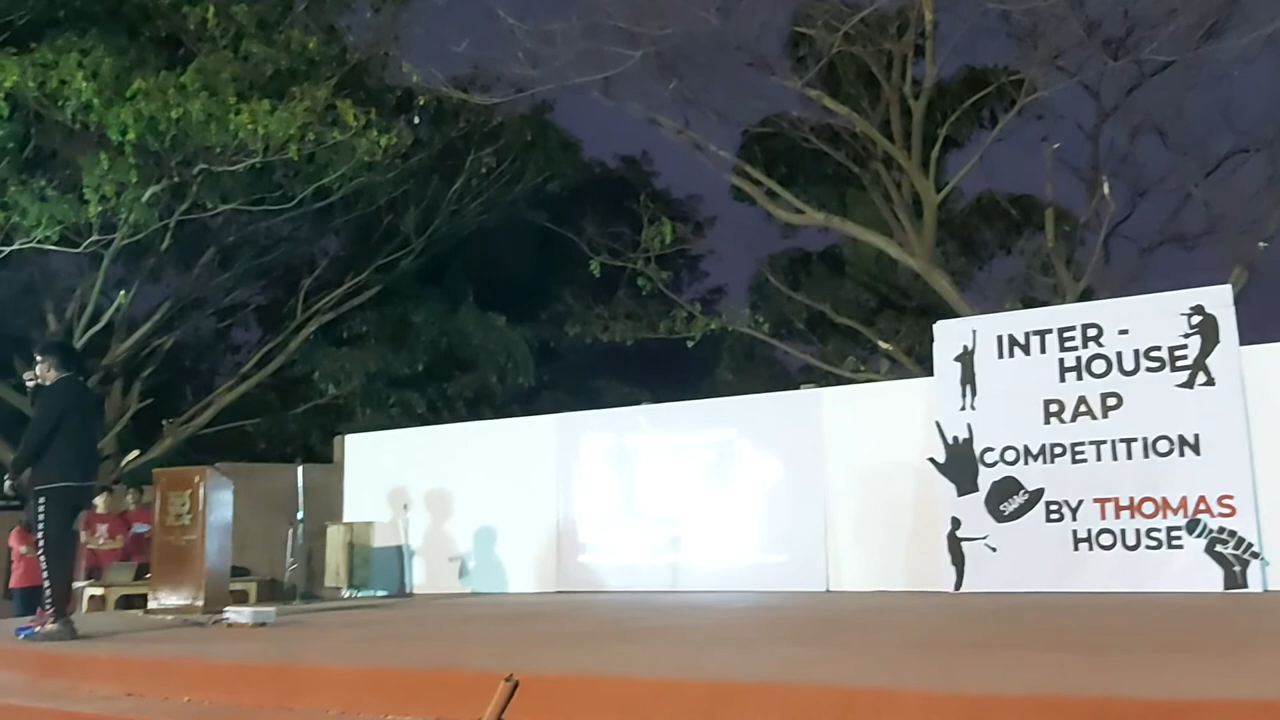 INTER -
HOUSE
RAP
COMPETITION
SWAG
BY THOMAS
HOUSE